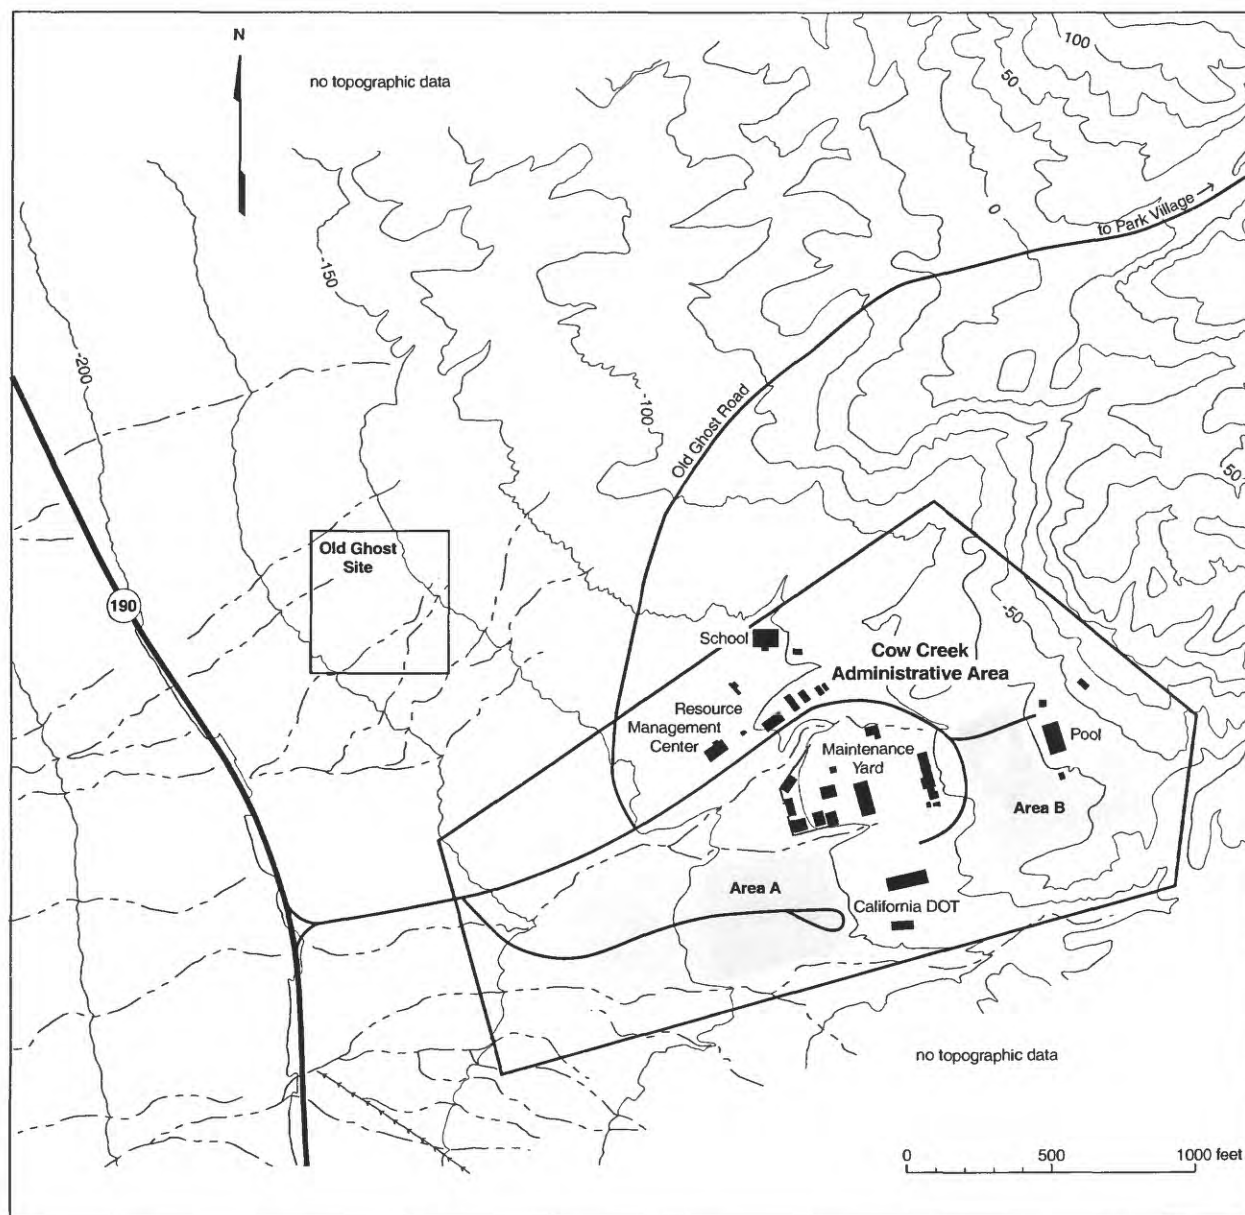 N
no topographic data
100
50
0
to Park Village →
-150
-200
-100
Old Ghost Road
50
Old Ghost
Site
190
-50
School
Cow Creek
Administrative Area
Resource
Management
Center
Maintenance
Yard
Pool
Area B
Area A
California DOT
no topographic data
0 500 1000 feet